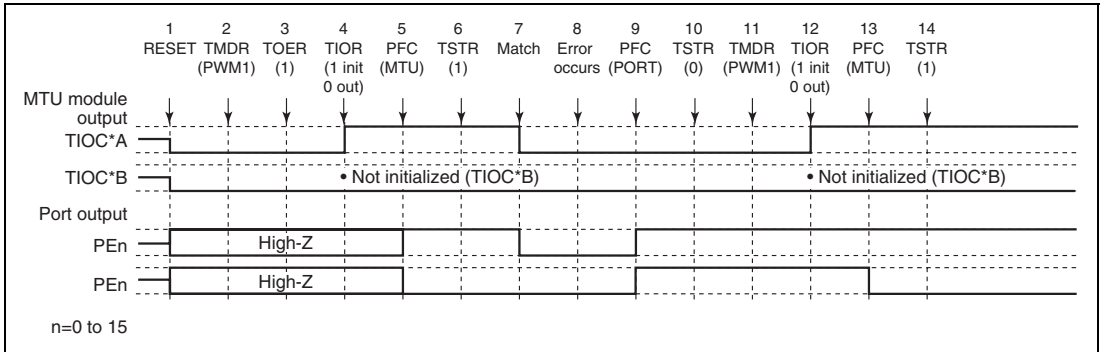 1 2 3 4 5 6 7 8 9 10 11 12 13 14
RESET TMDR TOER TIOR PFC TSTR Match Error PFC TSTR TMDR TIOR PFC TSTR
(PWM1) (1) (1 init (MTU) (1) occurs (PORT) (0) (PWM1) (1 init (MTU) (1)
0 out) 0 out)
MTU module
output
TIOC*A
TIOC*B • Not initialized (TIOC*B) • Not initialized (TIOC*B)
Port output
PEn High-Z
PEn High-Z
n=0 to 15